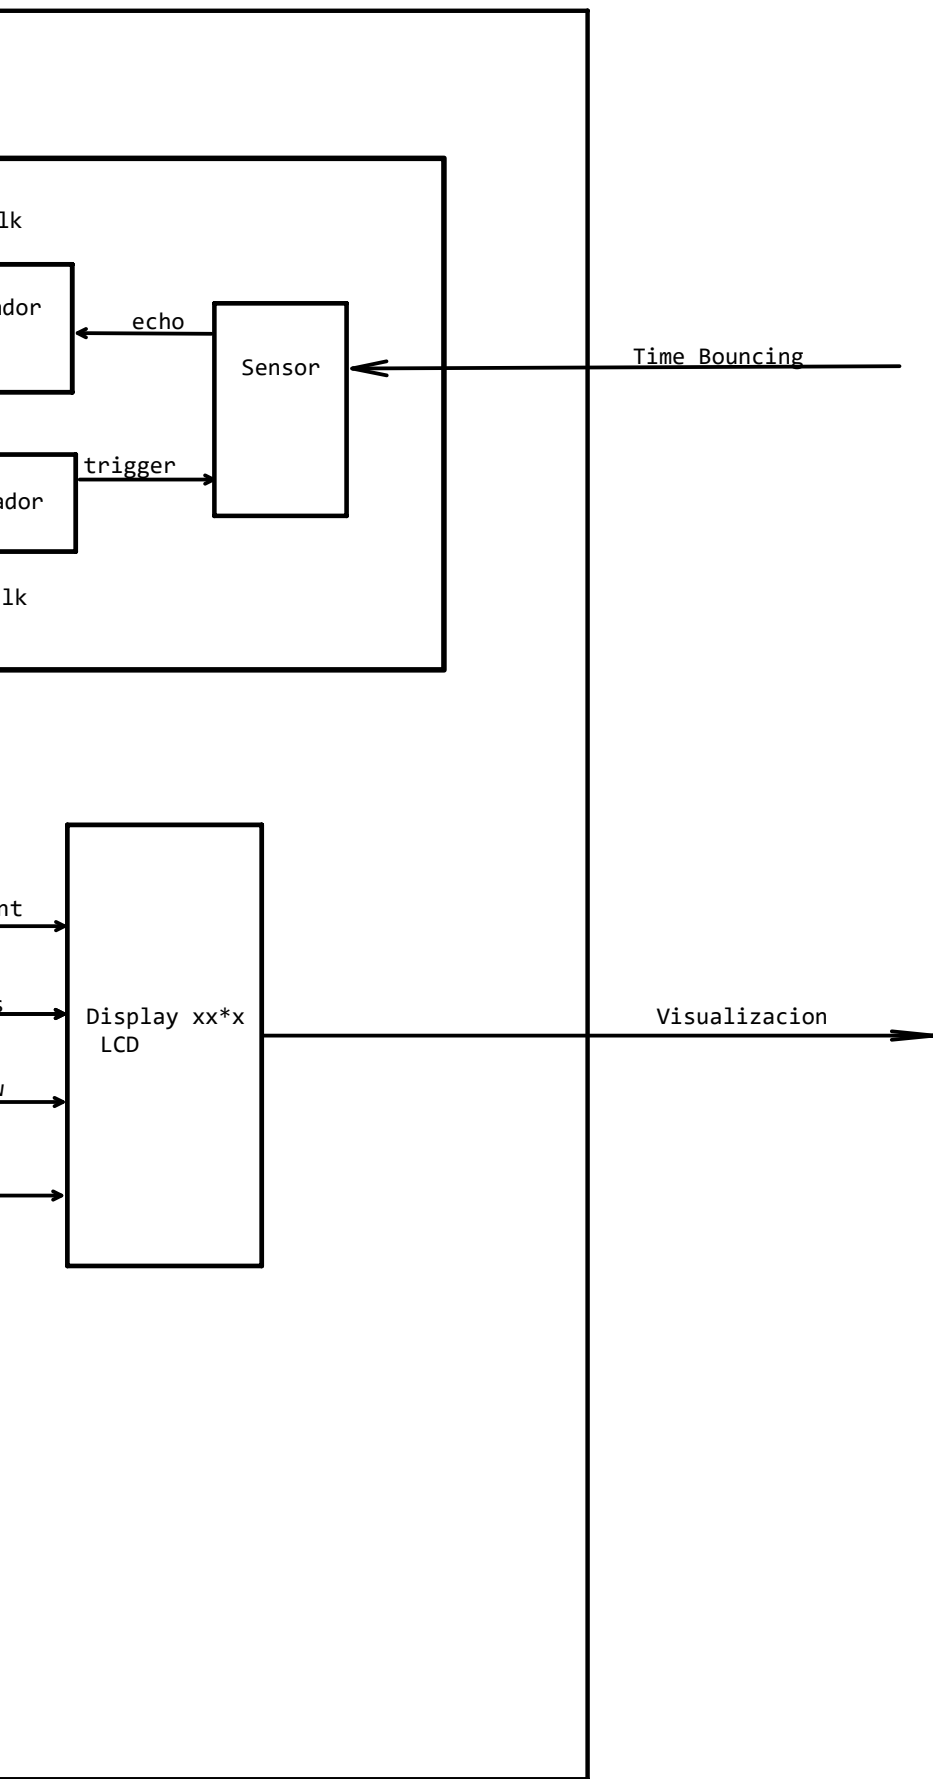 lk
ador
echo
Sensor
Time Bouncing
trigger
ador
lk
nt
s
Display xx*x
LCD
Visualizacion